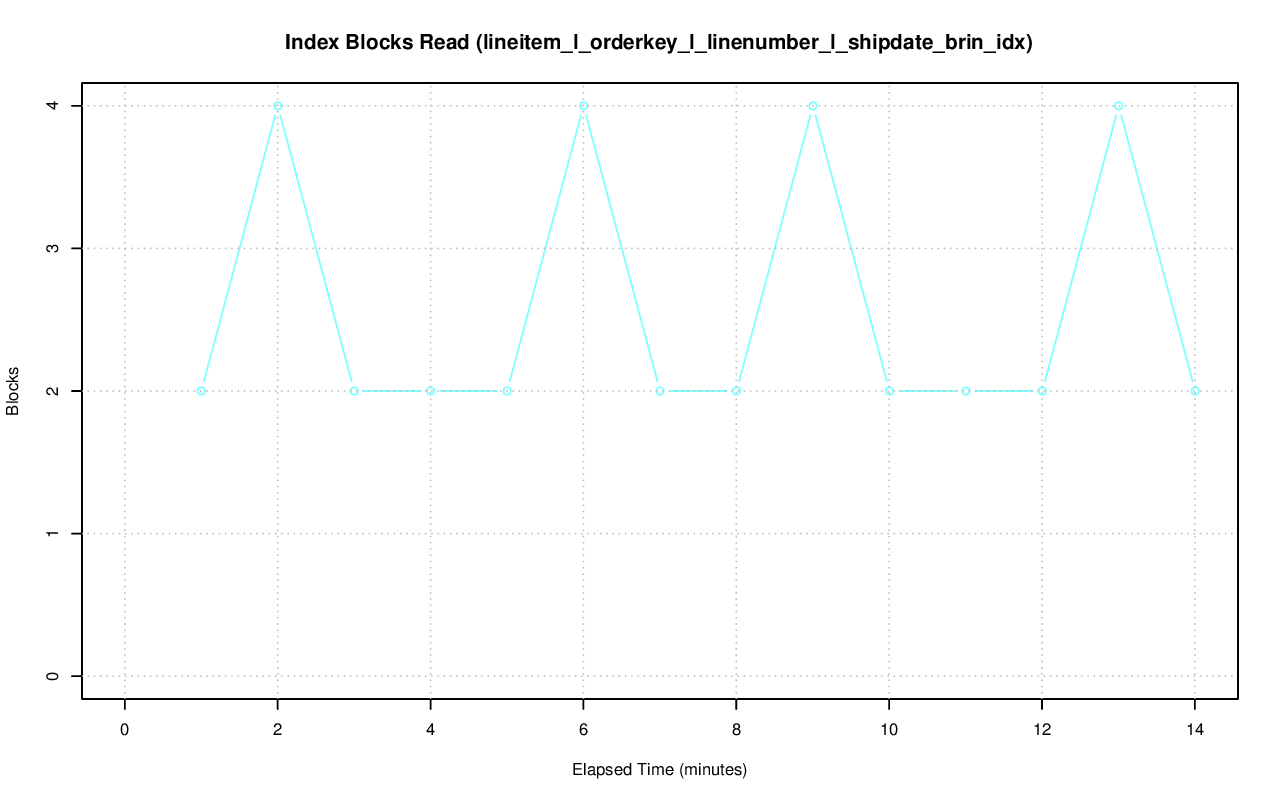 Index Blocks Read (lineitem_l_orderkey_l_linenumber_l_shipdate_brin_idx)
4
3
2
1
0
Blocks
0 2 4 6 8 10 12 14
Elapsed Time (minutes)